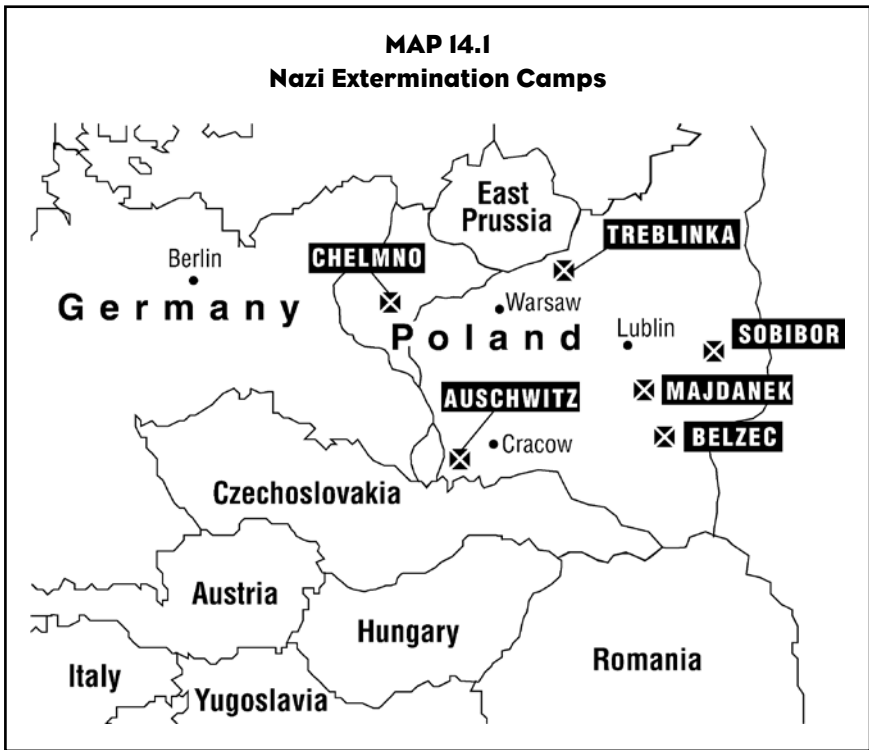 MAP 14.1
Nazi Extermination Camps
East
Prussia
TREBLINKA
CHELMNO
Berlin
Germany
Warsaw
Poland
Lublin
SOBIBOR
MAJDANEK
AUSCHWITZ
BELZEC
Cracow
Czechoslovakia
Austria
Hungary
Romania
Italy
Yugoslavia